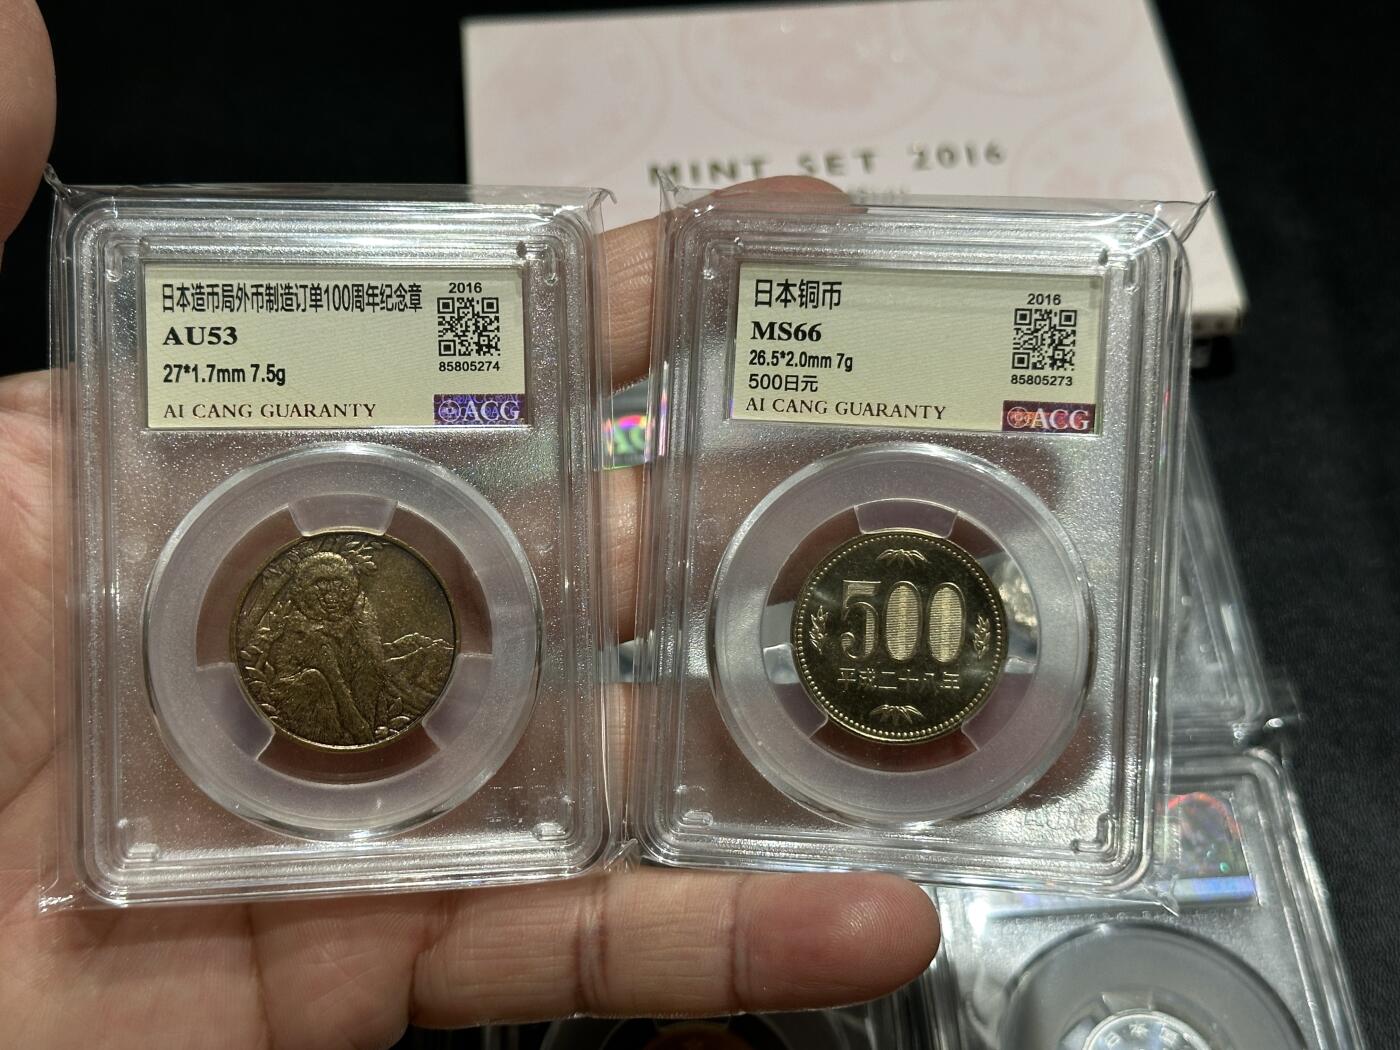 MINT SET 2016
日本造币局外币制造订单100周年纪念章
2016
AU53
27*1.7mm 7.5g
85805274
AI CANG GUARANTY
ACG
日本铜币
2016
MS66
26.5*2.0mm 7g
500日元
85805273
AI CANG GUARANTY
ACG
500
平成二十八年